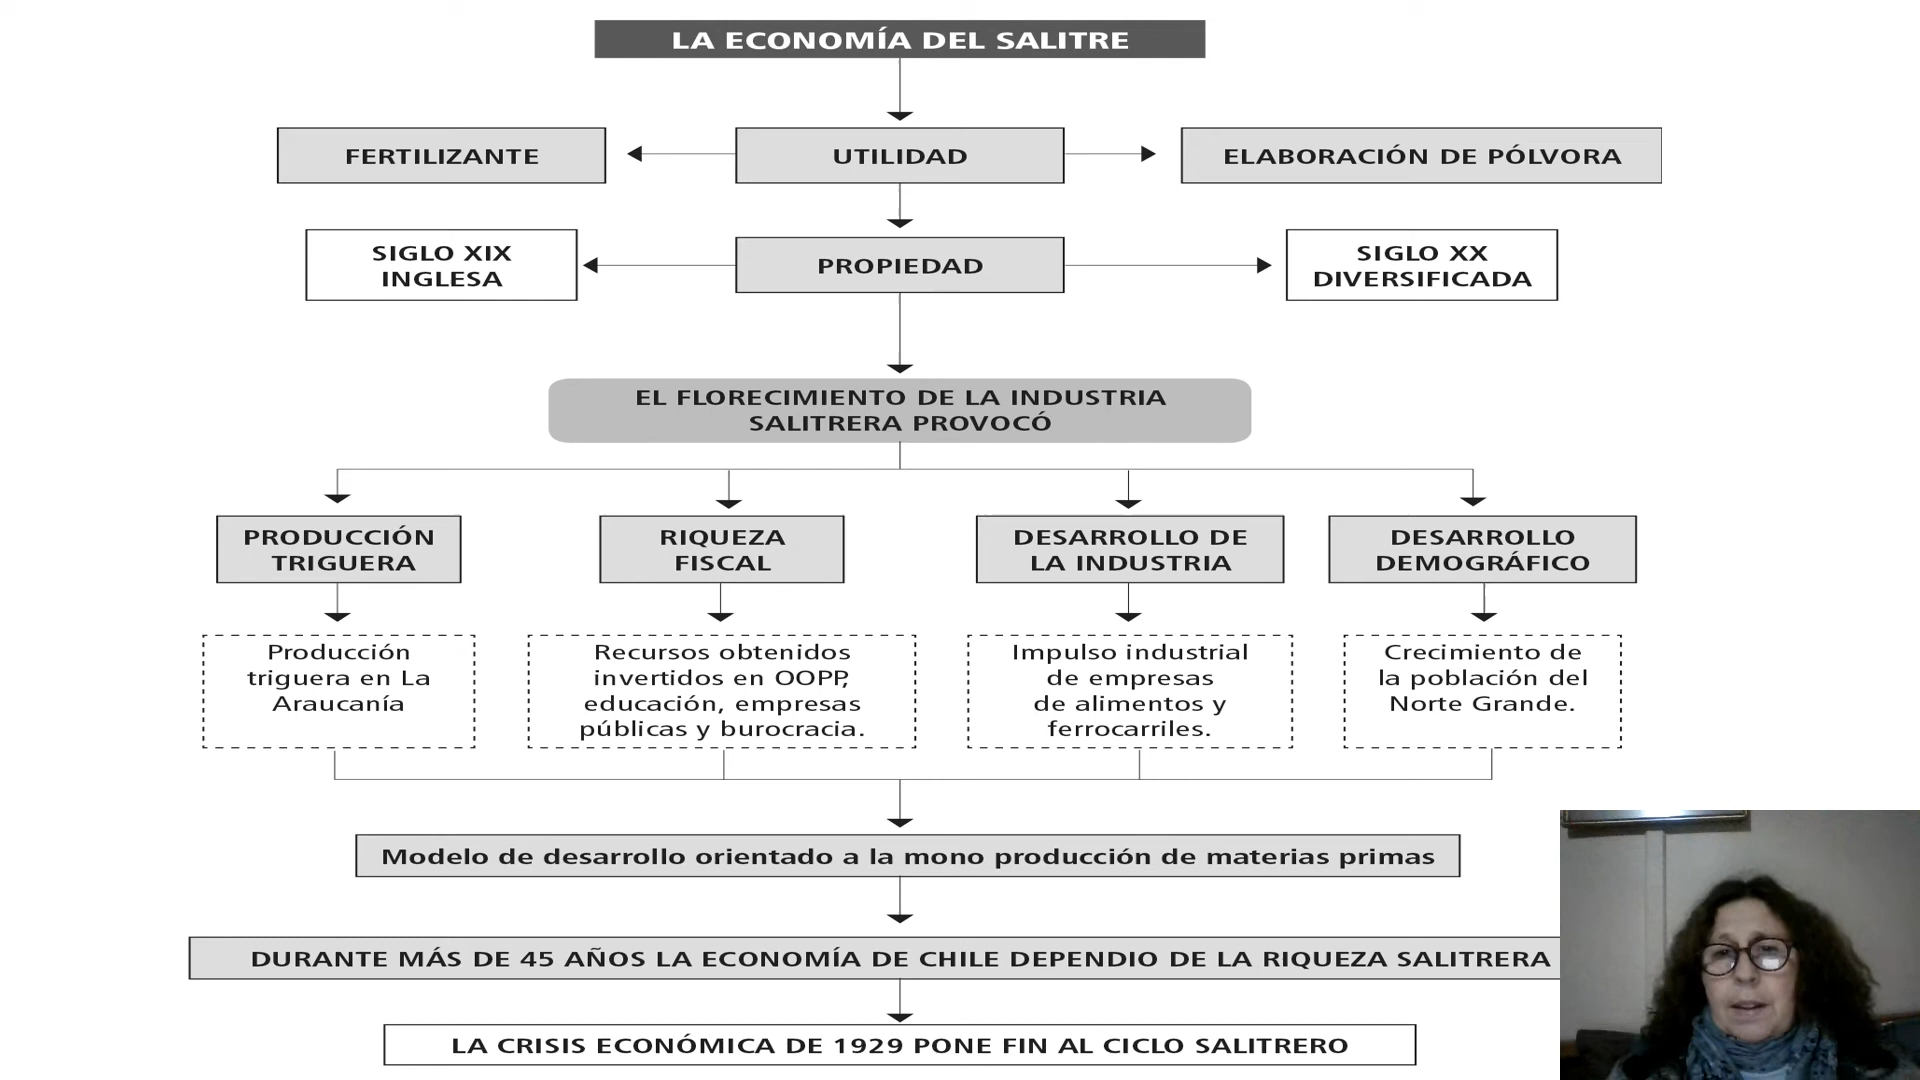 LA ECONOMÍA DEL SALITRE
FERTILIZANTE
UTILIDAD
ELABORACIÓN DE PÓLVORA
SIGLO XIX
INGLESA
PROPIEDAD
SIGLO XX
DIVERSIFICADA
EL FLORECIMIENTO DE LA INDUSTRIA
SALITRERA PROVOCÓ
PRODUCCIÓN
TRIGUERA
RIQUEZA
FISCAL
DESARROLLO DE
LA INDUSTRIA
DESARROLLO
DEMOGRÁFICO
Producción
triguera en La
Araucanía
Recursos obtenidos
invertidos en OOPP,
educación, empresas
públicas y burocracia.
Impulso industrial
de empresas
de alimentos y
ferrocarriles.
Crecimiento de
la población del
Norte Grande.
Modelo de desarrollo orientado a la mono producción de materias primas
DURANTE MÁS DE 45 AÑOS LA ECONOMÍA DE CHILE DEPENDIO DE LA RIQUEZA SALITRERA
LA CRISIS ECONÓMICA DE 1929 PONE FIN AL CICLO SALITRERO